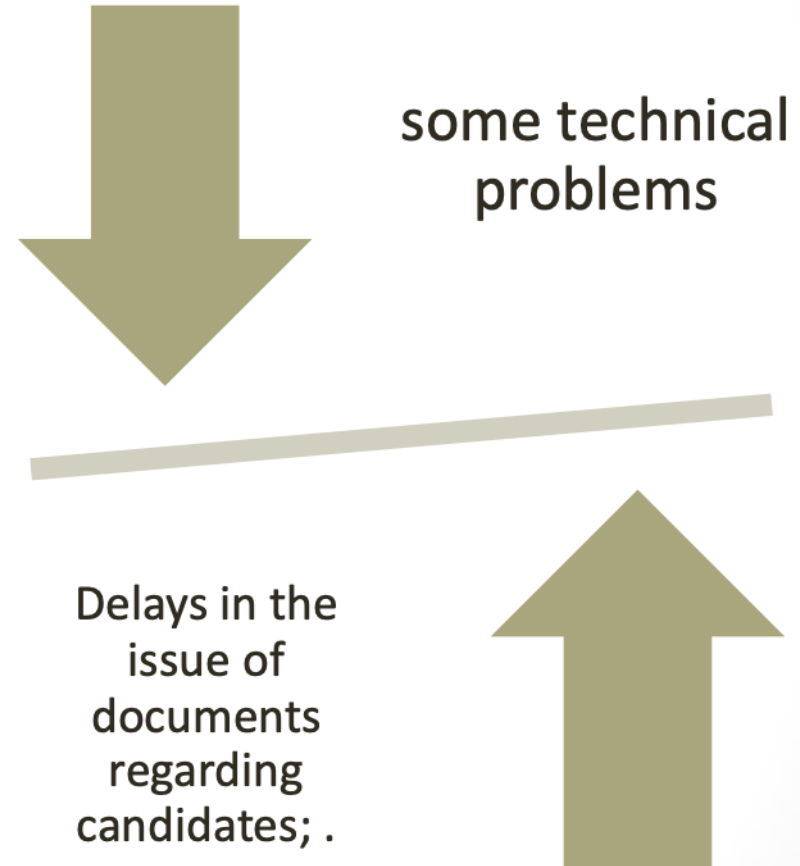 some technical
problems
Delays in the
issue of
documents
regarding
candidates; .